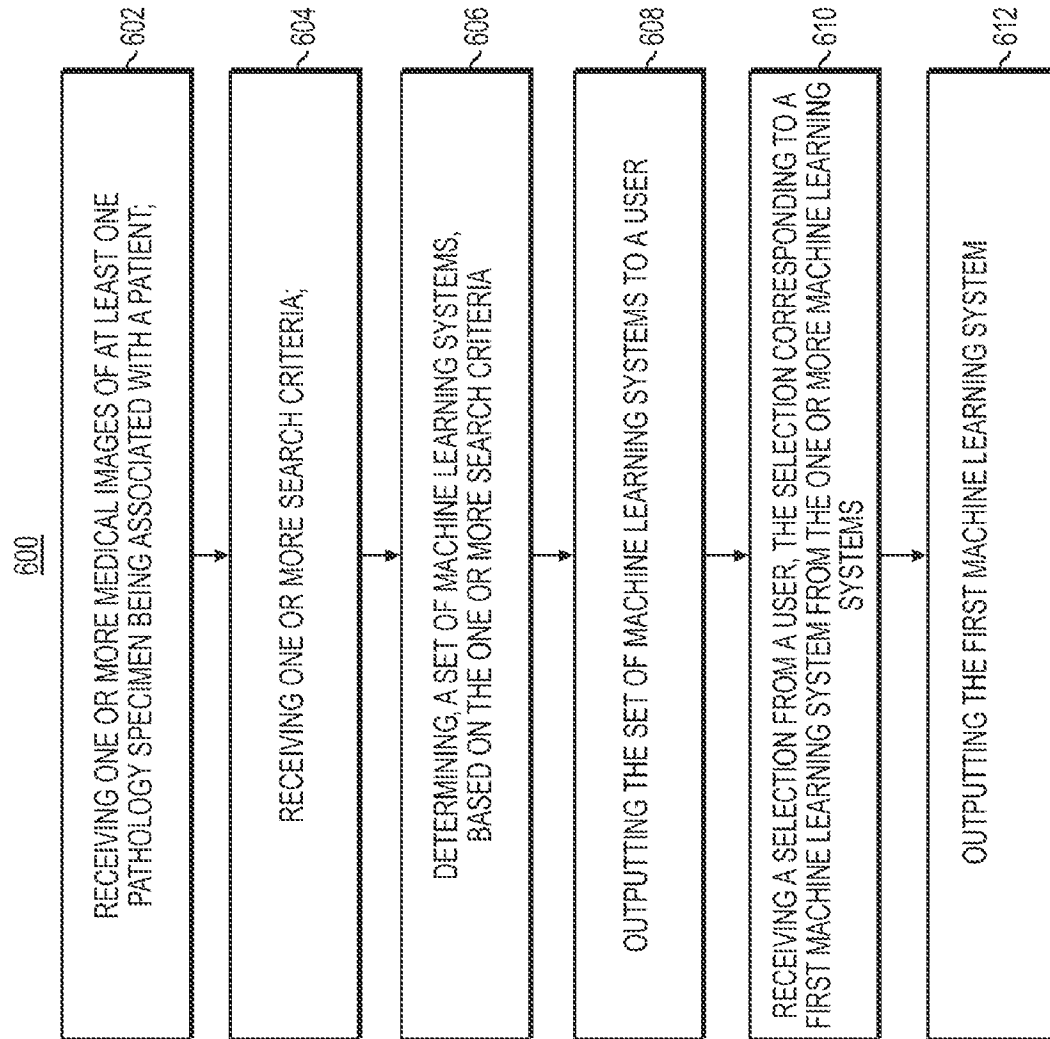 600
RECEIVING ONE OR MORE MEDICAL IMAGES OF AT LEAST ONE
PATHOLOGY SPECIMEN BEING ASSOCIATED WITH A PATIENT;
602
RECEIVING ONE OR MORE SEARCH CRITERIA;
604
DETERMINING, A SET OF MACHINE LEARNING SYSTEMS,
BASED ON THE ONE OR MORE SEARCH CRITERIA
606
OUTPUTTING THE SET OF MACHINE LEARNING SYSTEMS TO A USER
608
RECEIVING A SELECTION FROM A USER, THE SELECTION CORRESPONDING TO A
FIRST MACHINE LEARNING SYSTEM FROM THE ONE OR MORE MACHINE LEARNING
SYSTEMS
610
OUTPUTTING THE FIRST MACHINE LEARNING SYSTEM
612